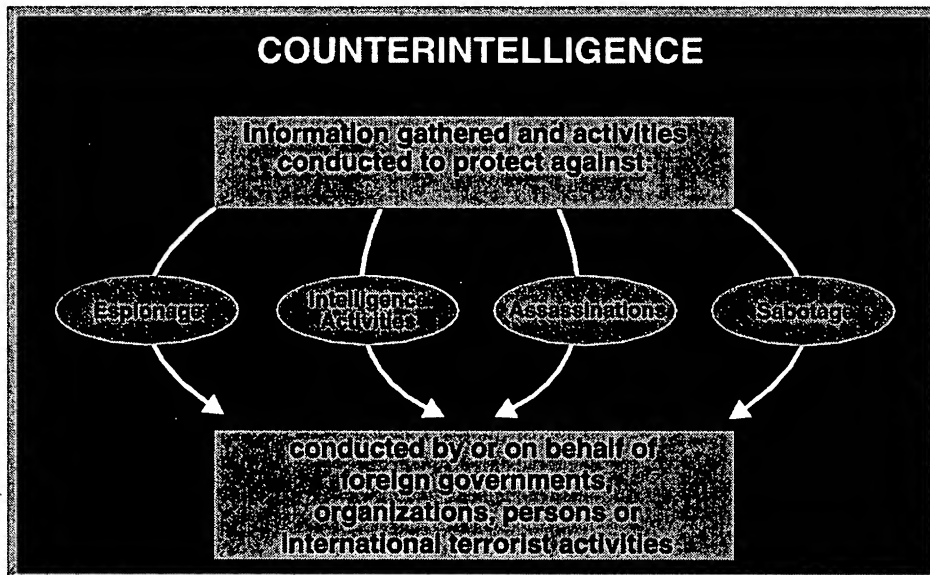 COUNTERINTELLIGENCE
Information gathered and activities
conducted to protect against
Espionage
Intelligence
Activities
Assassinations
Sabotage
conducted by or on behalf of
foreign governments,
organizations, persons or
international terrorist activities